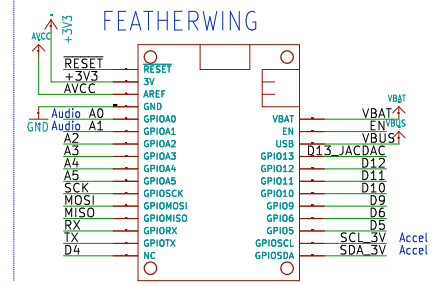 FEATHERWING
+3V3
AVCC
RESET
+3V3
AVCC
GND
Audio A0
Audio A1
A2
A3
A4
A5
SCK
MOSI
MISO
RX
TX
D4
RESET
3V
AREF
GND
GPIOA0
GPIOA1
GPIOA2
GPIOA3
GPIOA4
GPIOA5
GPIOSCK
GPIOMOSI
GPIOMISO
GPIORX
GPIOTX
NC
VBAT
EN
USB
GPIO13
GPIO12
GPIO11
GPIO10
GPIO9
GPIO6
GPIO5
GPIOSCL
GPIOSDA
VBAT
VBAT
EN
VBUS
VBUS
D13_JACDAC
D12
D11
D10
D9
D6
D5
SCL_3V Accel
SDA_3V Accel